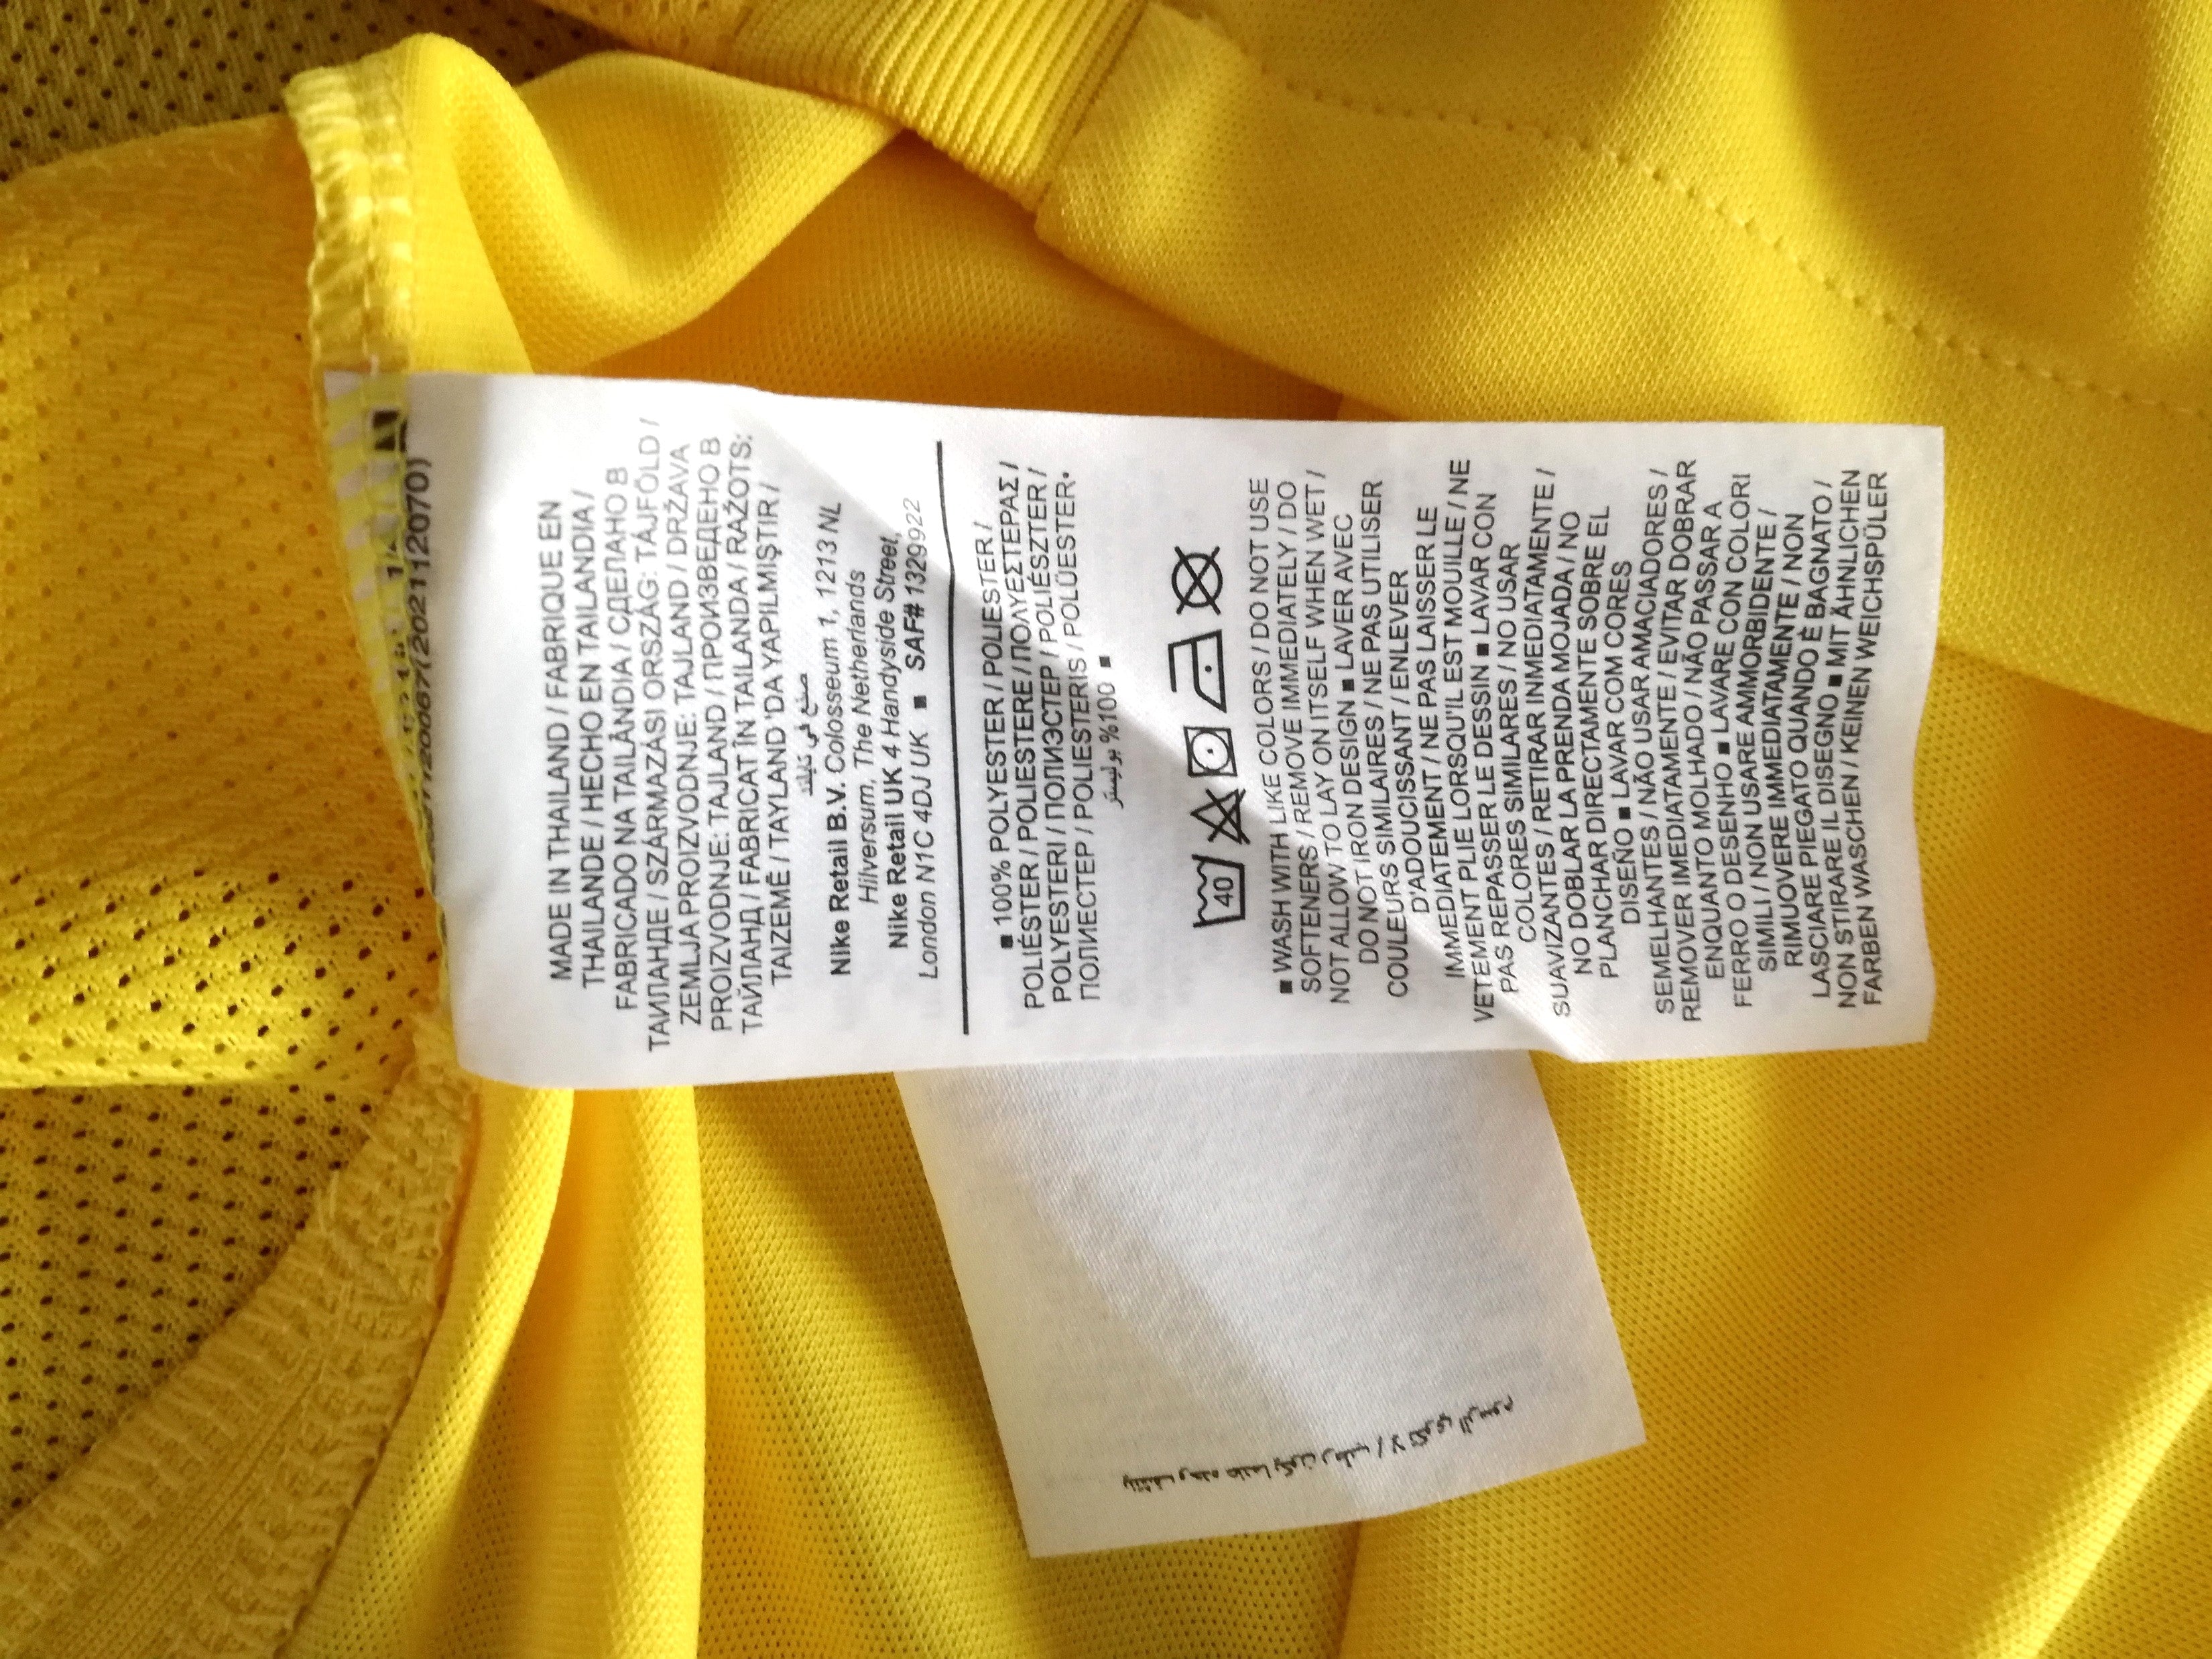 MADE IN THAILAND / FABRIQUE EN
THAILANDE / HECHO EN TAILANDIA /
FABRICADO NA TAILÂNDIA / СДЕЛАНО В
ТАИЛАНДЕ / SZÁRMAZÁSI ORSZÁG: TÁJFÖLD /
ZEMLJA PROIZVODNJE: TAJLAND / DRŽAVA
PROIZVODNJE: TAJLAND / ПРОИЗВЕДЕНО В
ТАЙЛАНД / FABRICAT ÎN TAILANDA / RAŽOTS:
TAIZEMĒ / TAYLAND 'DA YAPILMIŞTIR /
صنع في تايلند
Nike Retail B.V. Colosseum 1, 1213 NL
Hilversum, The Netherlands
Nike Retail UK 4 Handyside Street,
London N1C 4DJ UK ■ SAF# 1329922
■ 100% POLYESTER / POLIESTER /
POLIÉSTER / POLIESTERE / ΠΟΛΥΕΣΤΕΡΑΣ /
POLYESTERI / ПОЛИЭСТЕР / POLIÉSZTER /
ПОЛИЕСТЕР / POLIESTERIS / POLÜESTER•
■ %100 بوليستر
40
■ WASH WITH LIKE COLORS / DO NOT USE
SOFTENERS / REMOVE IMMEDIATELY / DO
NOT ALLOW TO LAY ON ITSELF WHEN WET /
DO NOT IRON DESIGN ■ LAVER AVEC
COULEURS SIMILAIRES / NE PAS UTILISER
D'ADOUCISSANT / ENLEVER
IMMEDIATEMENT / NE PAS LAISSER LE
VETEMENT PLIE LORSQU'IL EST MOUILLE / NE
PAS REPASSER LE DESSIN ■ LAVAR CON
COLORES SIMILARES / NO USAR
SUAVIZANTES / RETIRAR INMEDIATAMENTE /
NO DOBLAR LA PRENDA MOJADA / NO
PLANCHAR DIRECTAMENTE SOBRE EL
DISEÑO ■ LAVAR COM CORES
SEMELHANTES / NÃO USAR AMACIADORES /
REMOVER IMEDIATAMENTE / EVITAR DOBRAR
ENQUANTO MOLHADO / NÃO PASSAR A
FERRO O DESENHO ■ LAVARE CON COLORI
SIMILI / NON USARE AMMORBIDENTE /
RIMUOVERE IMMEDIATAMENTE / NON
LASCIARE PIEGATO QUANDO È BAGNATO /
NON STIRARE IL DISEGNO ■ MIT ÄHNLICHEN
FARBEN WASCHEN / KEINEN WEICHSPÜLER